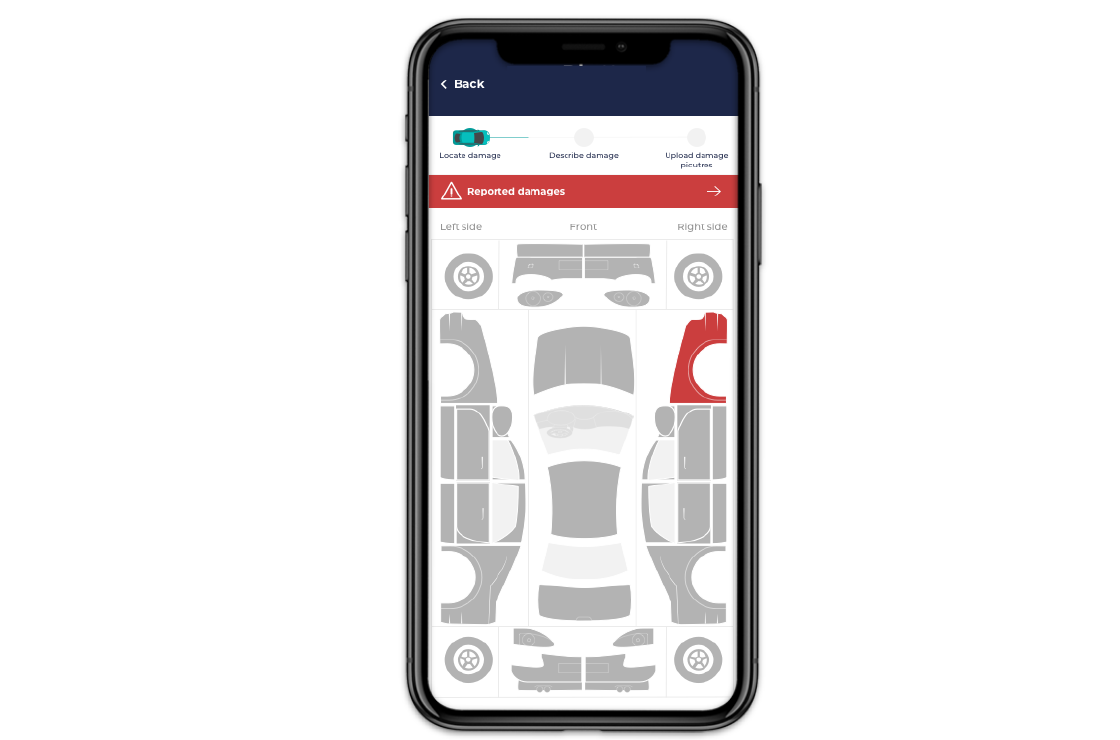 Back
Locate damage
Describe damage
Upload damage
picutres
Reported damages
Left side
Front
Right side